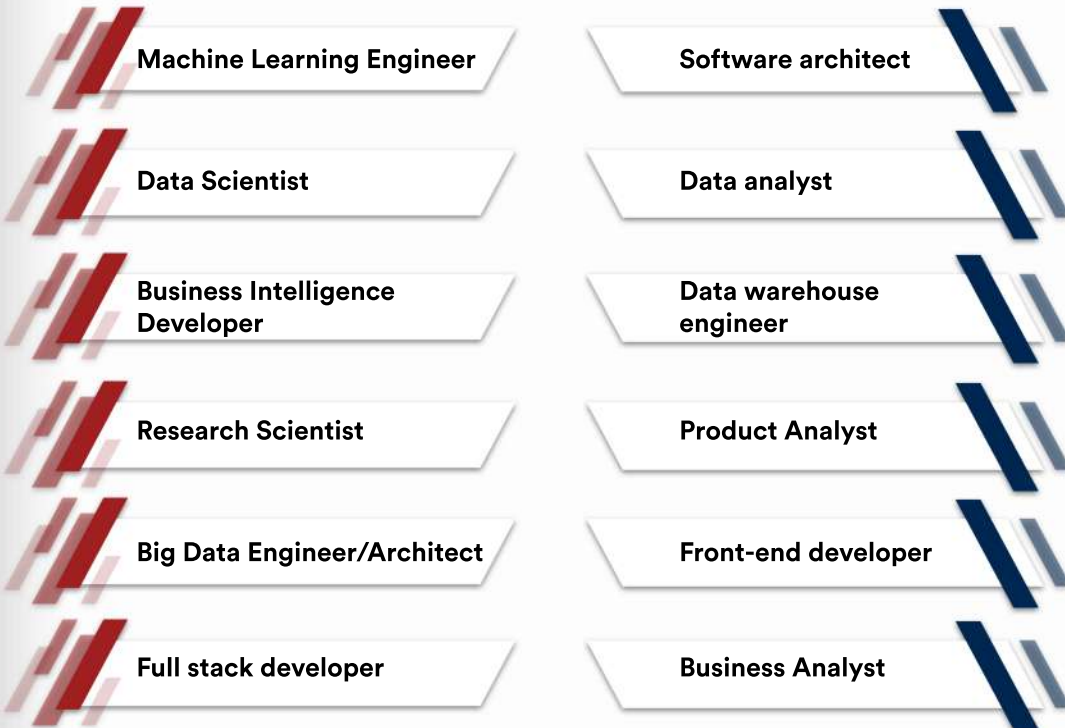 Machine Learning Engineer
Software architect
Data Scientist
Data analyst
Business Intelligence
Developer
Data warehouse
engineer
Research Scientist
Product Analyst
Big Data Engineer/Architect
Front-end developer
Full stack developer
Business Analyst